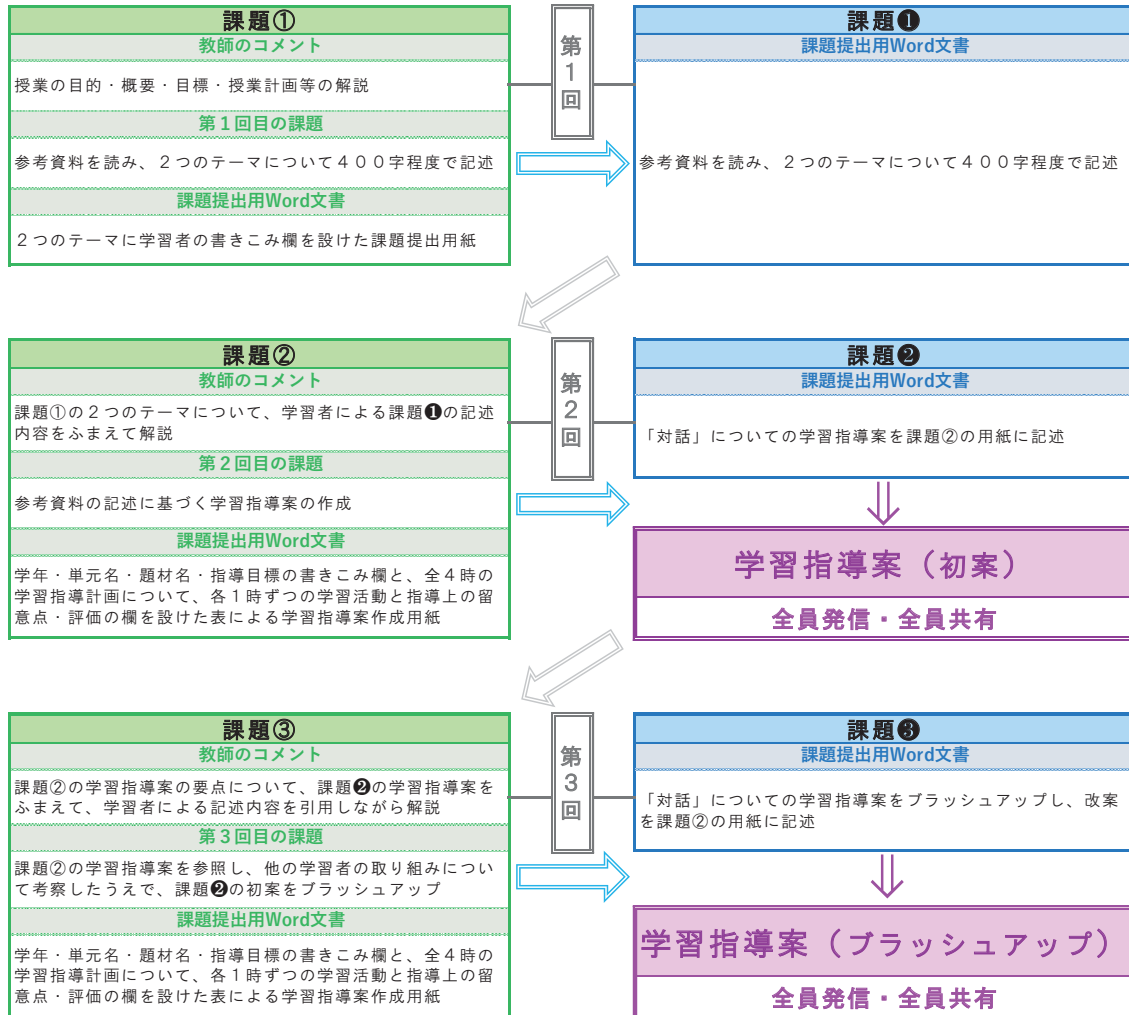 課題①
教師のコメント
授業の目的・概要・目標・授業計画等の解説
第１回目の課題
参考資料を読み、２つのテーマについて４００字程度で記述
課題提出用Word文書
２つのテーマに学習者の書きこみ欄を設けた課題提出用紙
第１回
課題❶
課題提出用Word文書
参考資料を読み、２つのテーマについて４００字程度で記述
課題②
教師のコメント
課題①の２つのテーマについて、学習者による課題❶の記述
内容をふまえて解説
第２回目の課題
参考資料の記述に基づく学習指導案の作成
課題提出用Word文書
学年・単元名・題材名・指導目標の書きこみ欄と、全４時の
学習指導計画について、各１時ずつの学習活動と指導上の留
意点・評価の欄を設けた表による学習指導案作成用紙
第２回
課題❷
課題提出用Word文書
「対話」についての学習指導案を課題②の用紙に記述
学習指導案（初案）
全員発信・全員共有
課題③
教師のコメント
課題②の学習指導案の要点について、課題❷の学習指導案を
ふまえて、学習者による記述内容を引用しながら解説
第３回目の課題
課題②の学習指導案を参照し、他の学習者の取り組みについ
て考察したうえで、課題❷の初案をブラッシュアップ
課題提出用Word文書
学年・単元名・題材名・指導目標の書きこみ欄と、全４時の
学習指導計画について、各１時ずつの学習活動と指導上の留
意点・評価の欄を設けた表による学習指導案作成用紙
第３回
課題❸
課題提出用Word文書
「対話」についての学習指導案をブラッシュアップし、改案
を課題②の用紙に記述
学習指導案（ブラッシュアップ）
全員発信・全員共有